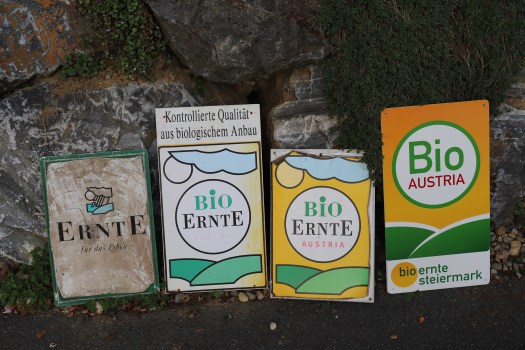 ERNTE
für das Leben
·Kontrollierte Qualität·
aus biologischem Anbau
BIO
ERNTE
BIO
ERNTE
AUSTRIA
Bio
AUSTRIA
bio ernte
steiermark